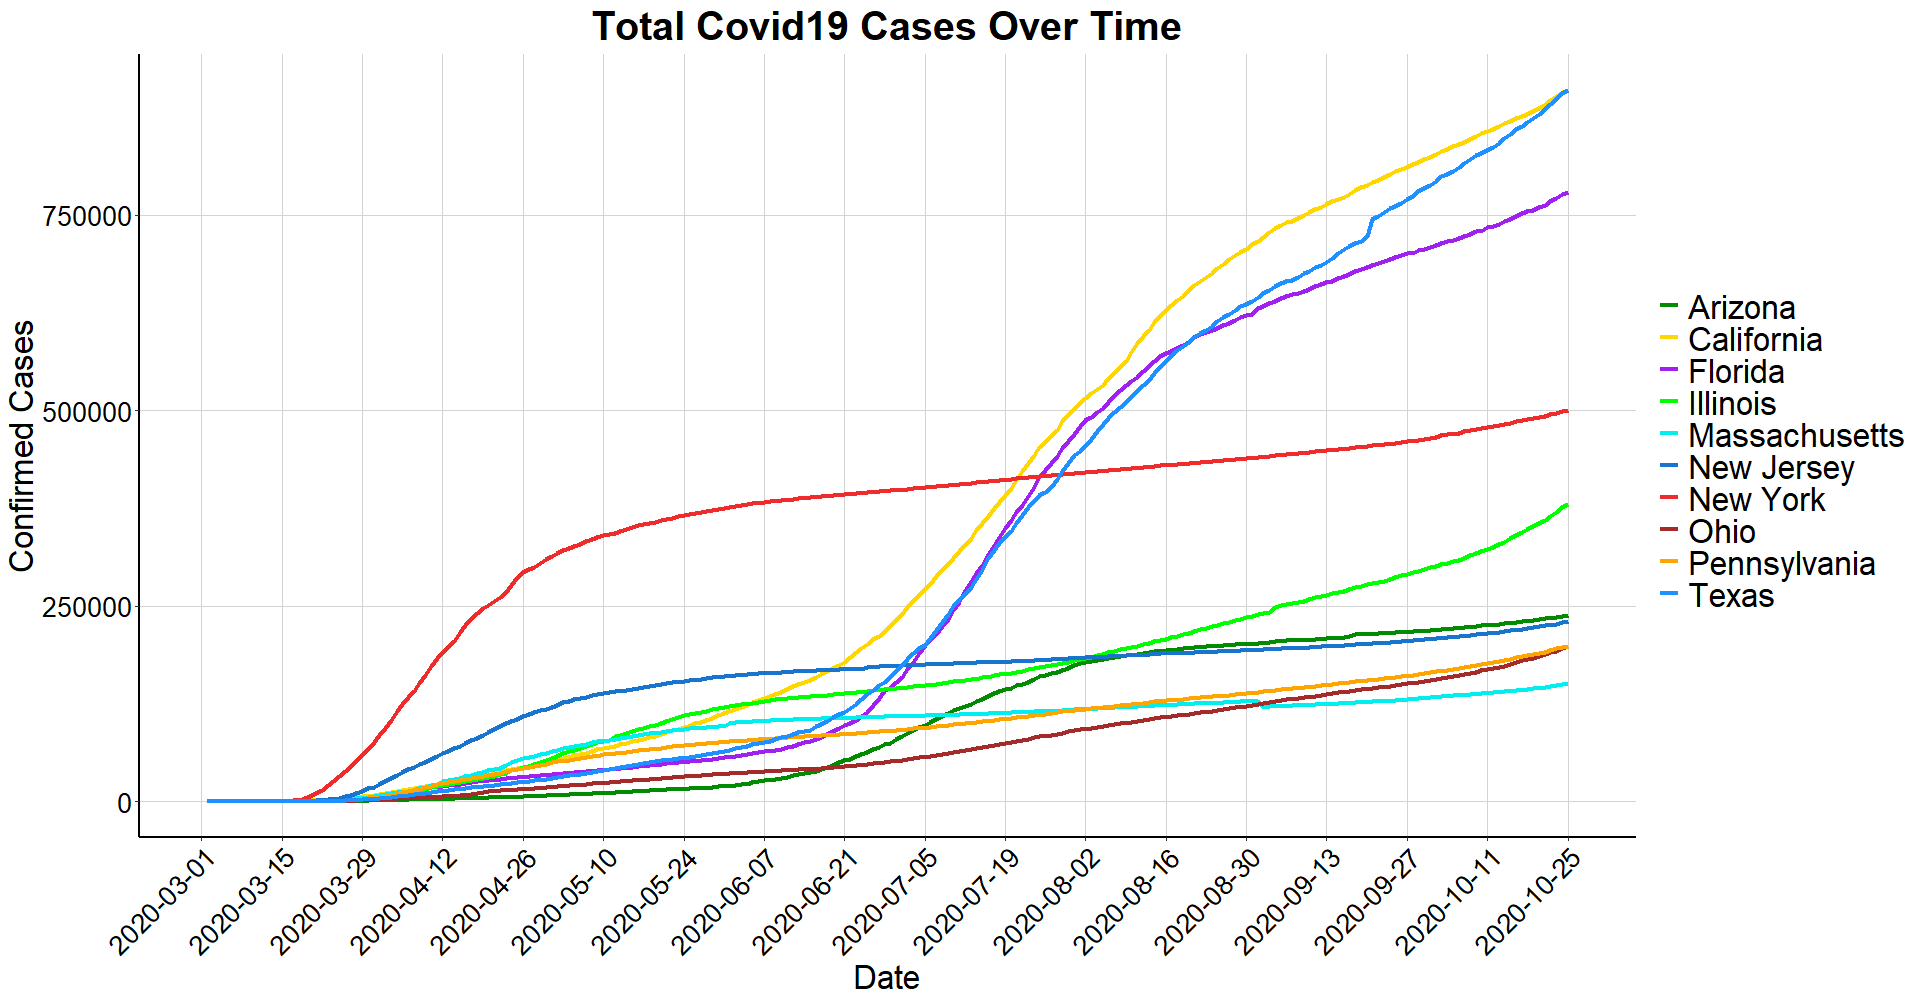 Total Covid19 Cases Over Time
Confirmed Cases
750000
500000
250000
0
2020-03-01
2020-03-15
2020-03-29
2020-04-12
2020-04-26
2020-05-10
2020-05-24
2020-06-07
2020-06-21
2020-07-05
2020-07-19
2020-08-02
2020-08-16
2020-08-30
2020-09-13
2020-09-27
2020-10-11
2020-10-25
Date
Arizona
California
Florida
Illinois
Massachusetts
New Jersey
New York
Ohio
Pennsylvania
Texas